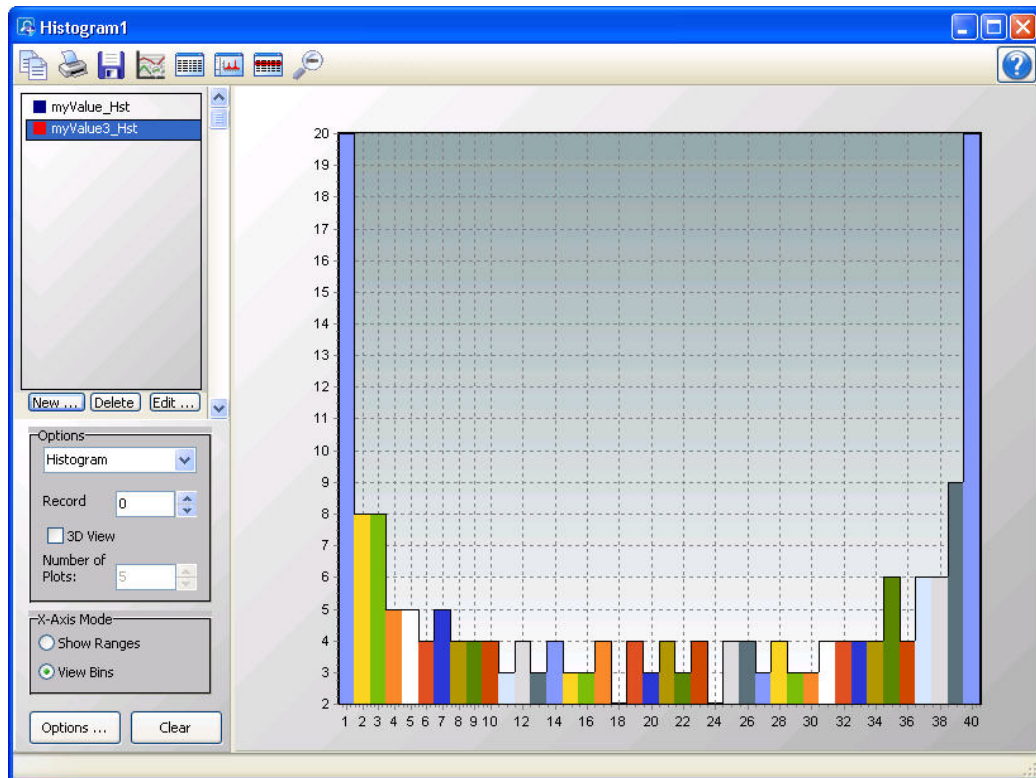 Histogram1
myValue_Hst
myValue3_Hst
New ... Delete Edit ...
Options
Histogram
Record 0
3D View
Number of
Plots: 5
X-Axis Mode
Show Ranges
View Bins
Options ... Clear
20
19
18
17
16
15
14
13
12
11
10
9
8
7
6
5
4
3
2
1 2 3 4 5 6 7 8 9 10 12 14 16 18 20 22 24 26 28 30 32 34 36 38 40